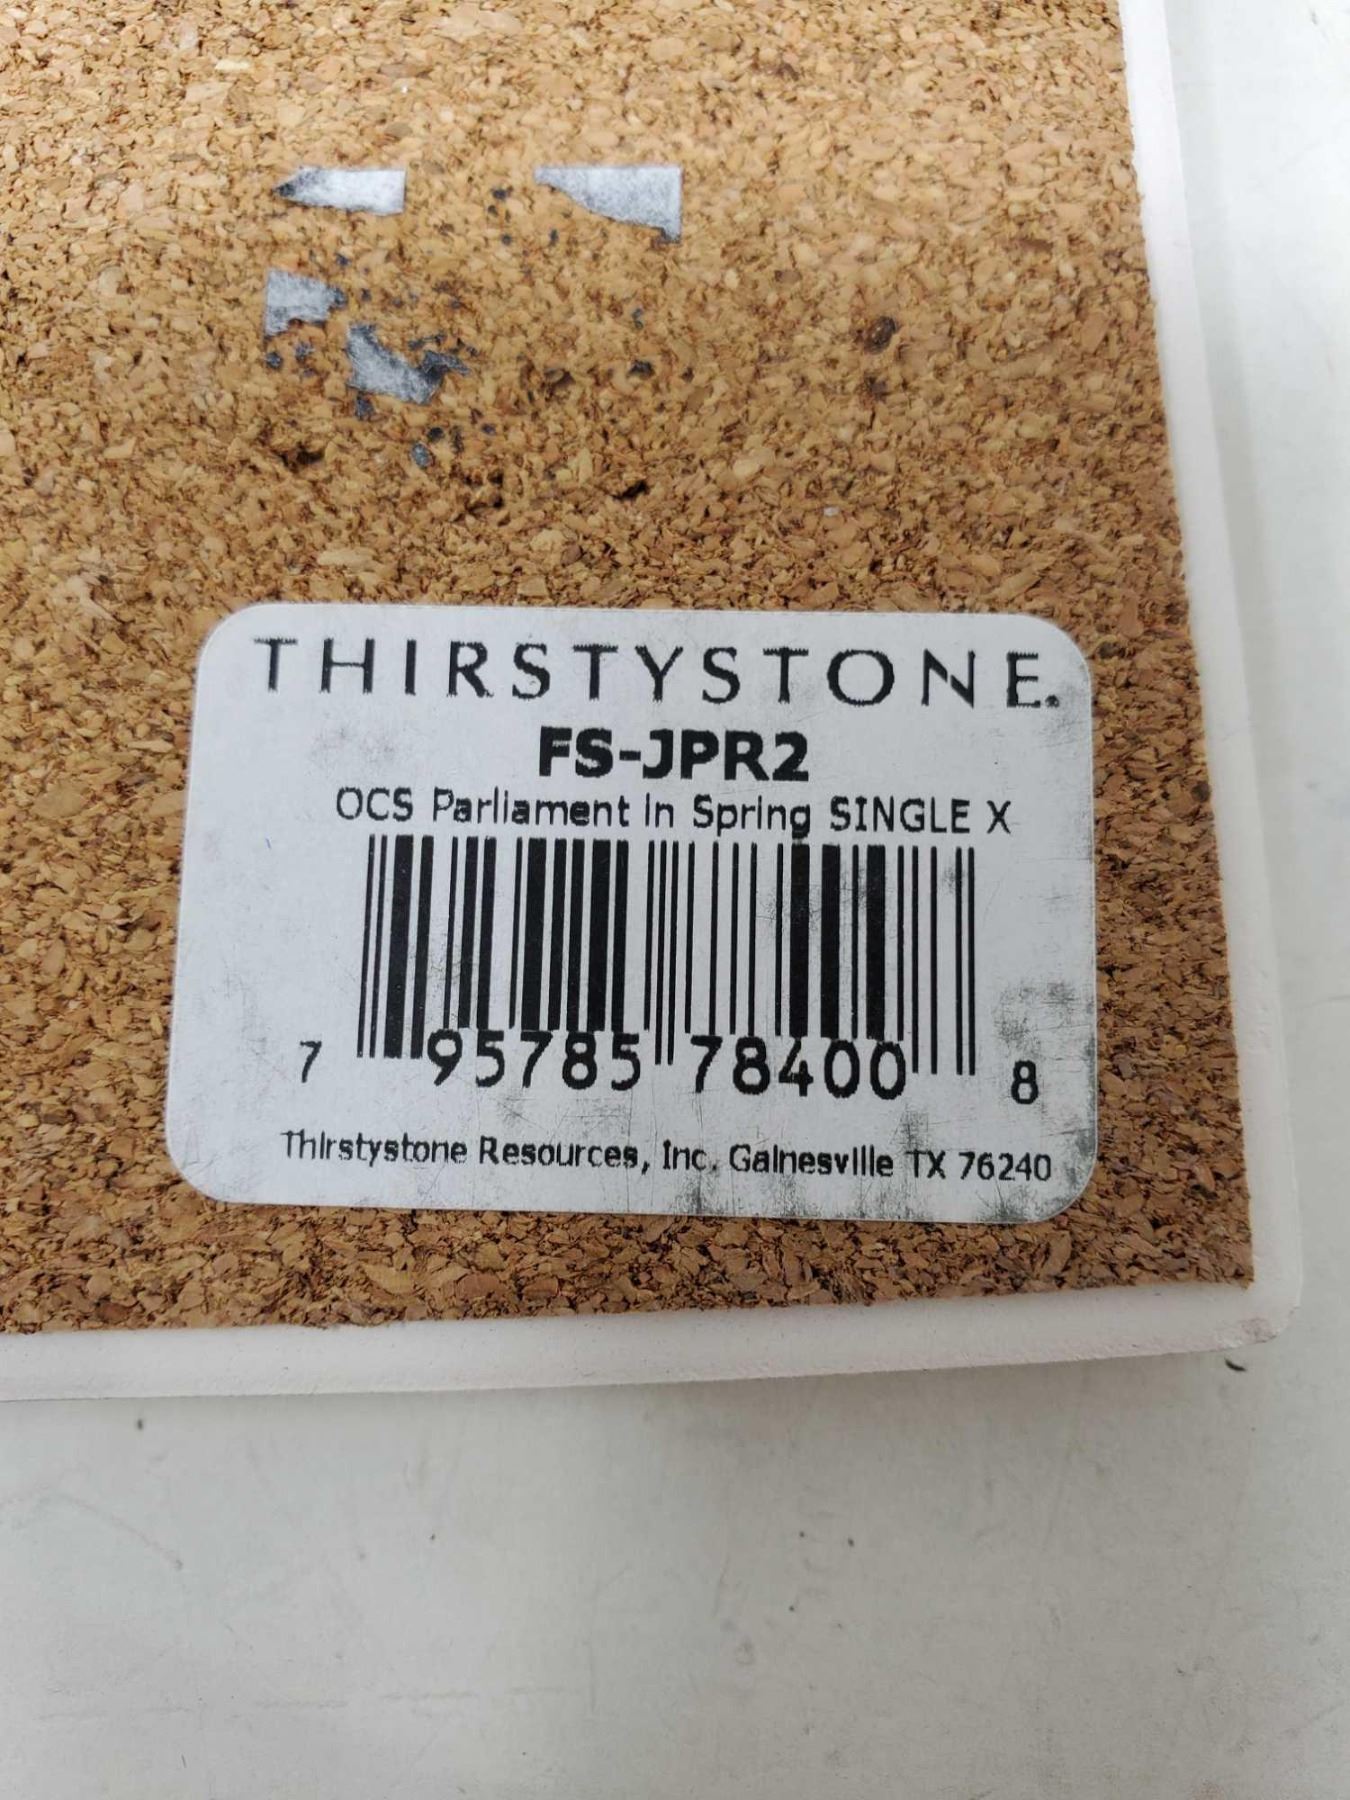 THIRSTYSTONE.
FS-JPR2
OCS Parliament in Spring SINGLE X
7 95785 78400 8
Thirstystone Resources, Inc. Gainesville TX 76240